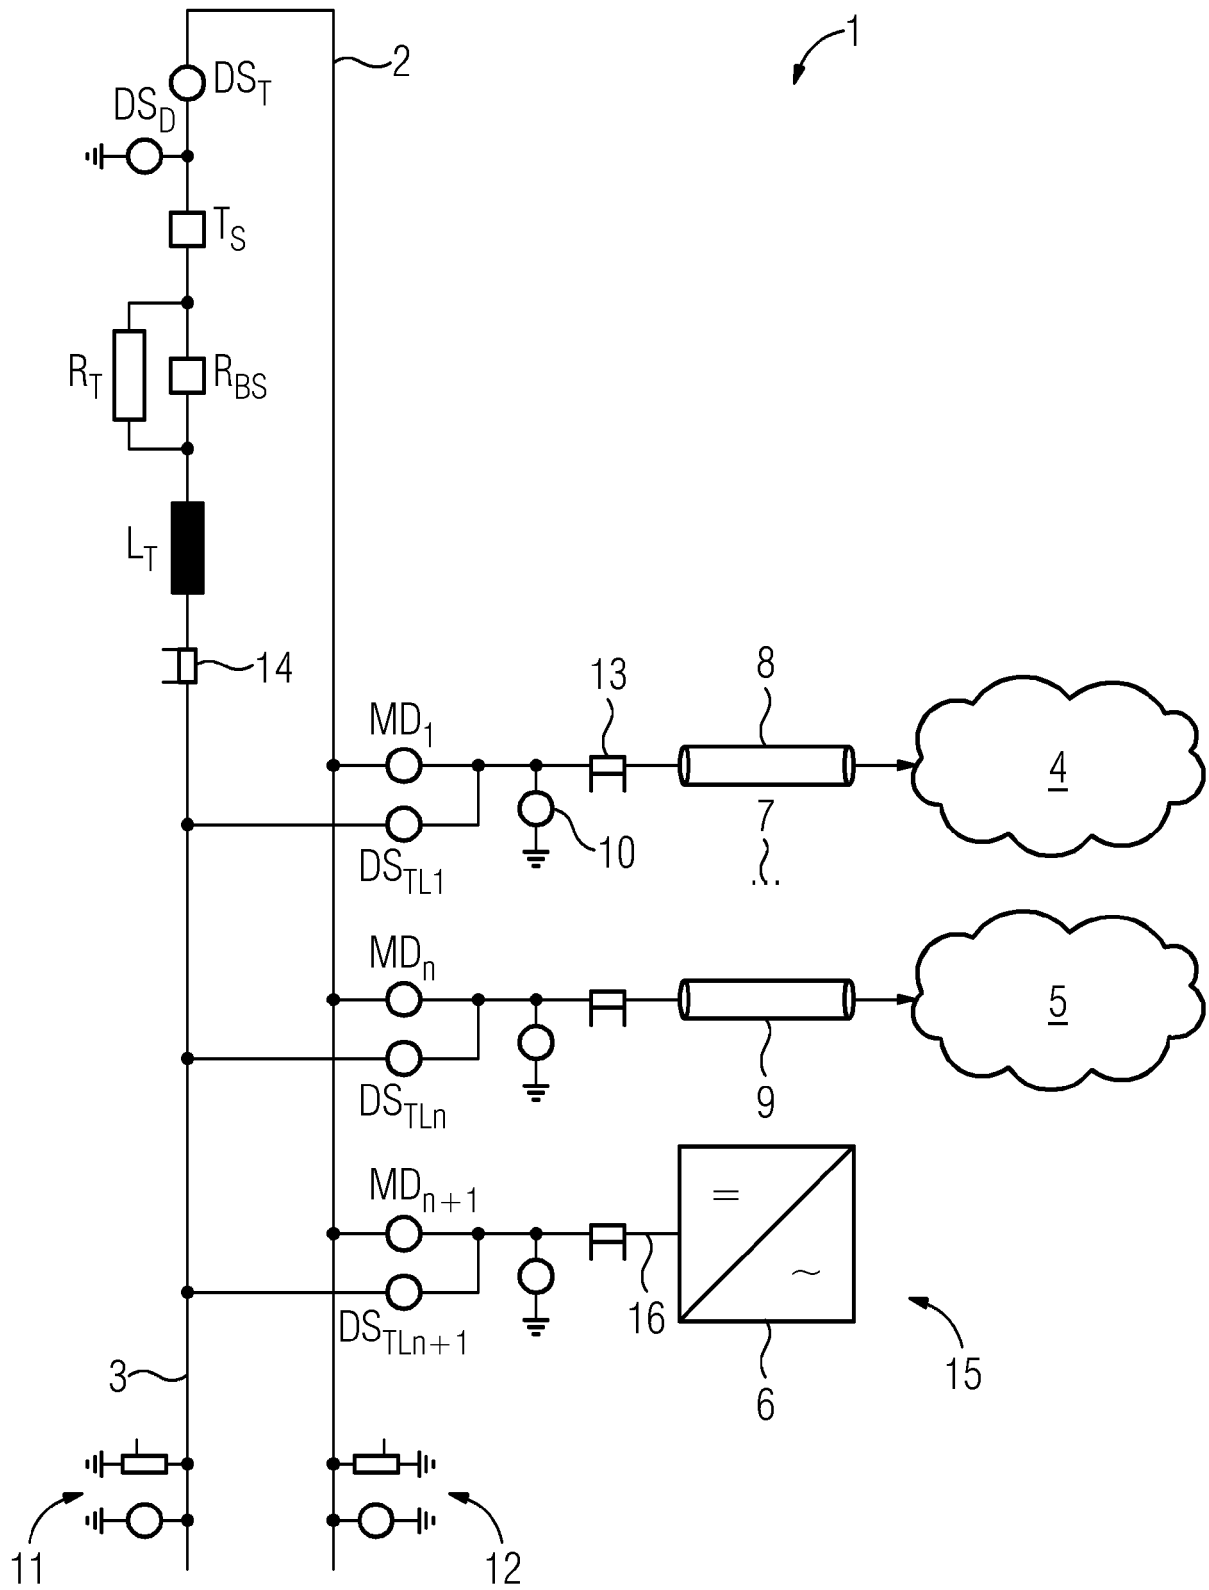 1
2
DS_T
DS_D
T_S
R_T
R_BS
L_T
14
13
8
MD_1
4
7
10
...
DS_TL1
MD_n
5
DS_TLn
9
MD_n+1
=
~
16
DS_TLn+1
3
6
15
11
12